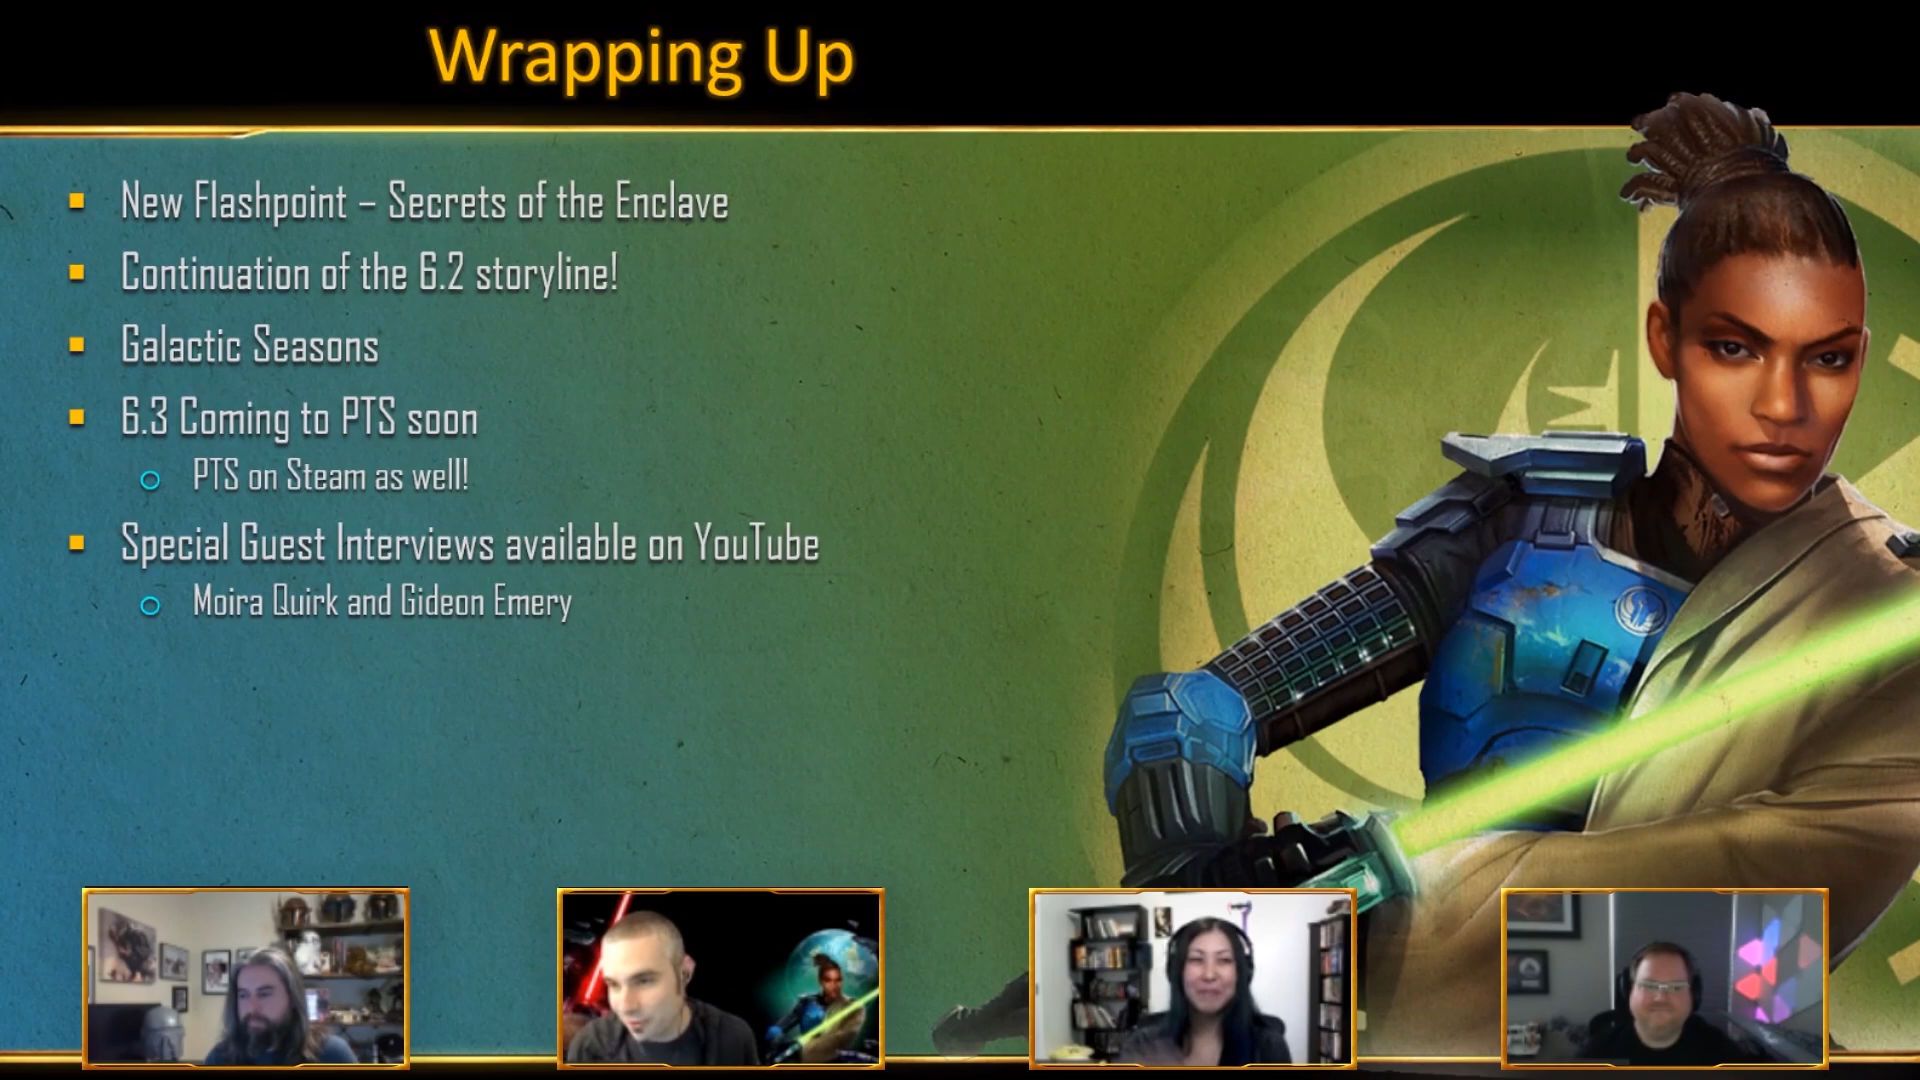 Wrapping Up
New Flashpoint – Secrets of the Enclave
Continuation of the 6.2 storyline!
Galactic Seasons
6.3 Coming to PTS soon
PTS on Steam as well!
Special Guest Interviews available on YouTube
Moira Quirk and Gideon Emery